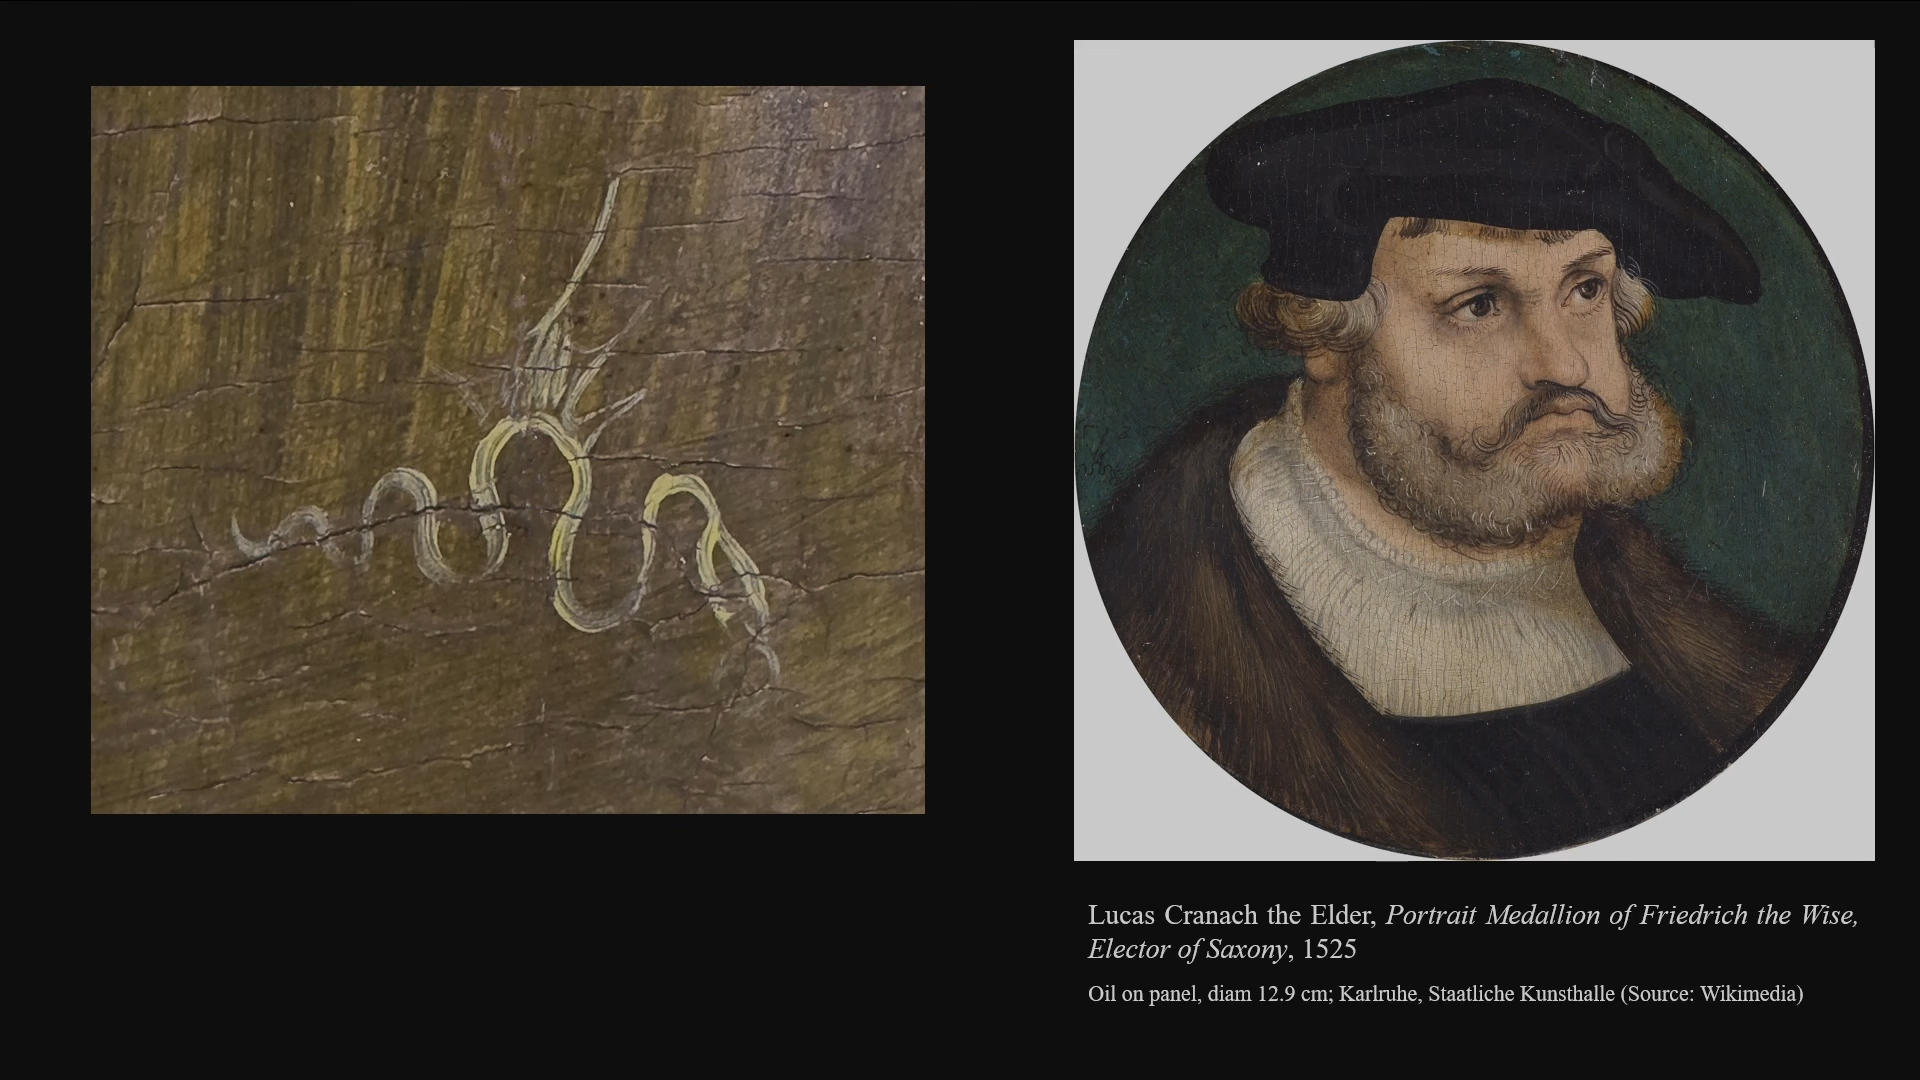 Lucas Cranach the Elder, Portrait Medallion of Friedrich the Wise,
Elector of Saxony, 1525
Oil on panel, diam 12.9 cm; Karlruhe, Staatliche Kunsthalle (Source: Wikimedia)